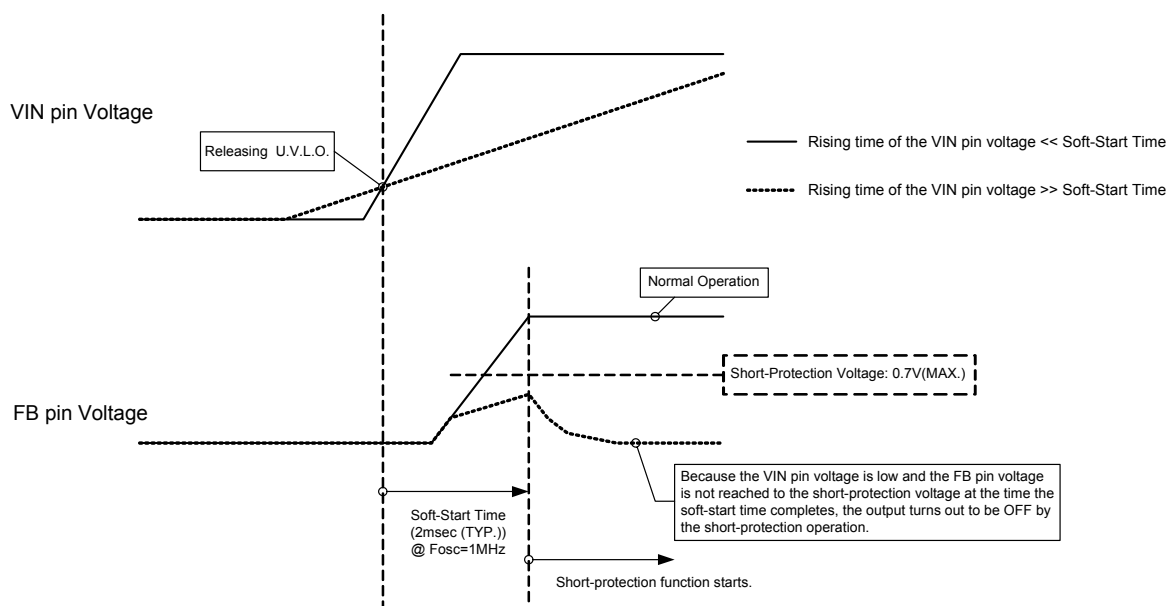 VIN pin Voltage
Releasing U.V.L.O.
Rising time of the VIN pin voltage << Soft-Start Time
Rising time of the VIN pin voltage >> Soft-Start Time
Normal Operation
Short-Protection Voltage: 0.7V(MAX.)
FB pin Voltage
Because the VIN pin voltage is low and the FB pin voltage
is not reached to the short-protection voltage at the time the
soft-start time completes, the output turns out to be OFF by
the short-protection operation.
Soft-Start Time
(2msec (TYP.))
@ Fosc=1MHz
Short-protection function starts.